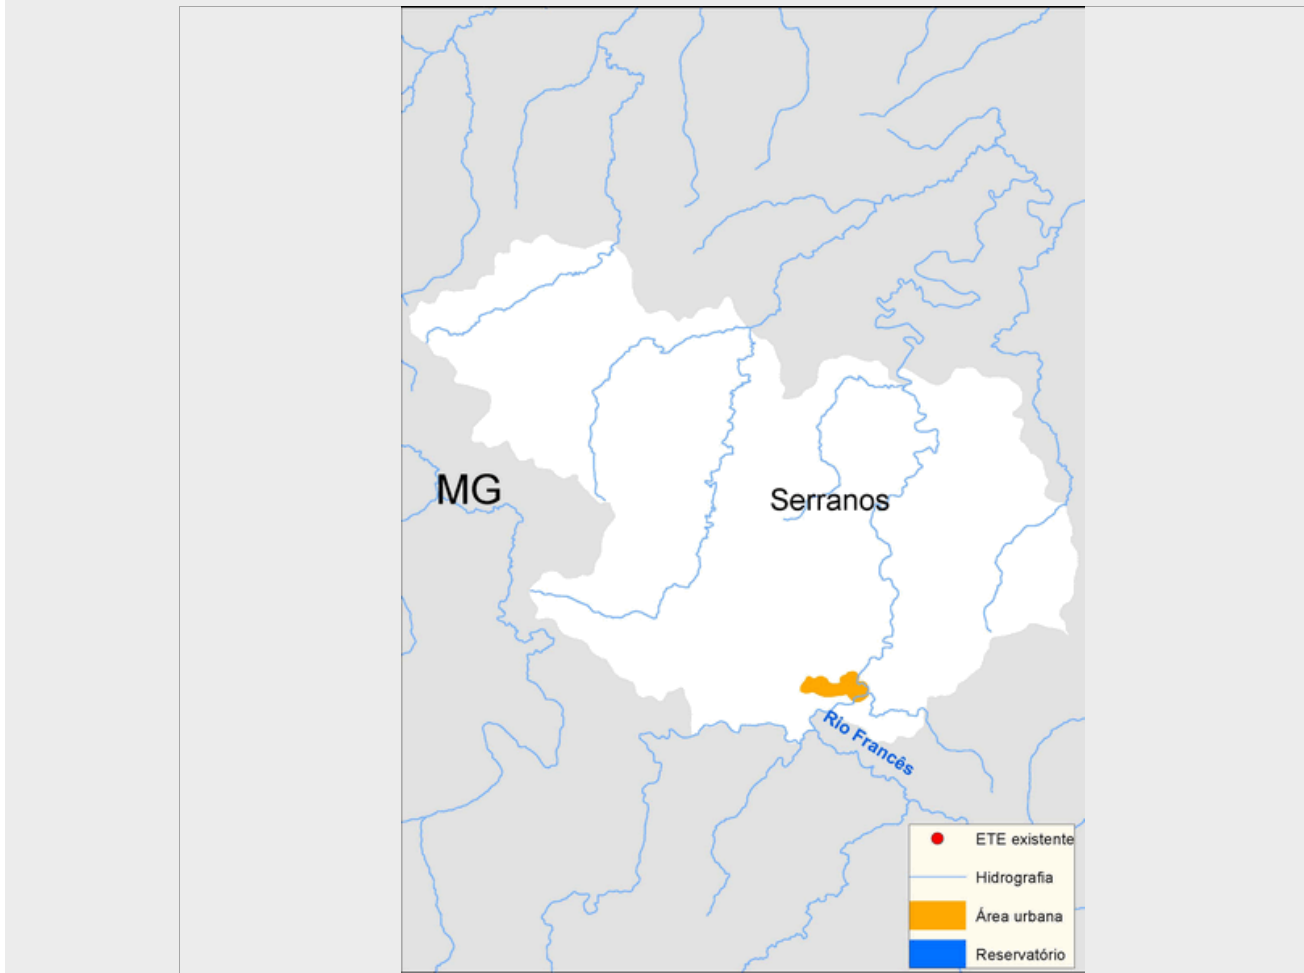 MG
Serranos
Rio Francês
ETE existente
Hidrografia
Área urbana
Reservatório